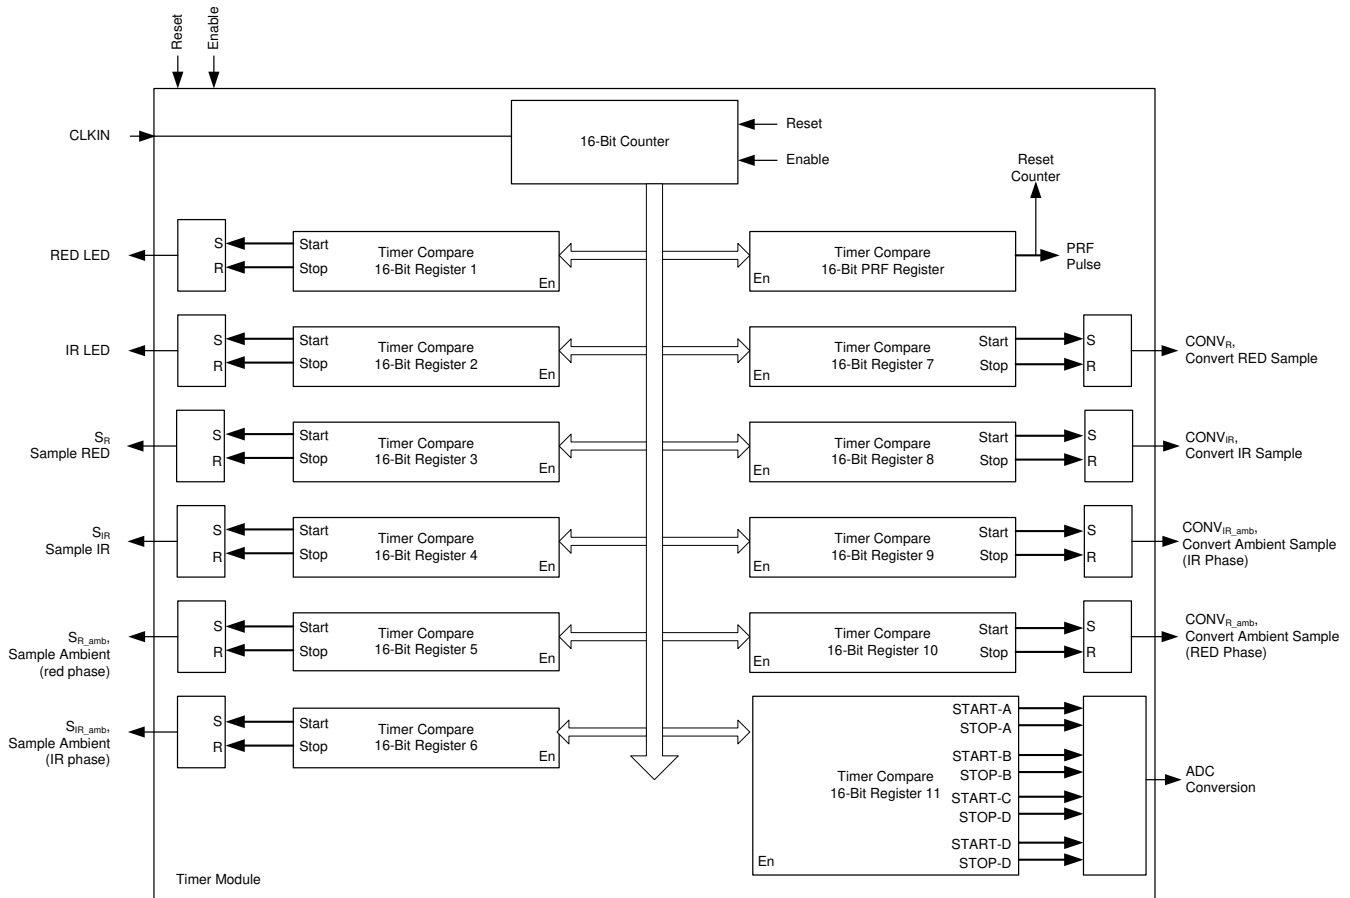 Reset
Enable
CLKIN
16-Bit Counter
Reset
Enable
Reset
Counter
RED LED
S
R
Start
Stop
Timer Compare
16-Bit Register 1
En
Timer Compare
16-Bit PRF Register
En
PRF
Pulse
IR LED
S
R
Start
Stop
Timer Compare
16-Bit Register 2
En
Timer Compare
16-Bit Register 7
En
Start
Stop
S
R
CONV_R,
Convert RED Sample
S_R
Sample RED
S
R
Start
Stop
Timer Compare
16-Bit Register 3
En
Timer Compare
16-Bit Register 8
En
Start
Stop
S
R
CONV_IR,
Convert IR Sample
S_IR
Sample IR
S
R
Start
Stop
Timer Compare
16-Bit Register 4
En
Timer Compare
16-Bit Register 9
En
Start
Stop
S
R
CONV_IR_amb,
Convert Ambient Sample
(IR Phase)
S_R_amb,
Sample Ambient
(red phase)
S
R
Start
Stop
Timer Compare
16-Bit Register 5
En
Timer Compare
16-Bit Register 10
En
Start
Stop
S
R
CONV_R_amb,
Convert Ambient Sample
(RED Phase)
S_IR_amb,
Sample Ambient
(IR phase)
S
R
Start
Stop
Timer Compare
16-Bit Register 6
En
Timer Compare
16-Bit Register 11
En
START-A
STOP-A
START-B
STOP-B
START-C
STOP-D
START-D
STOP-D
ADC
Conversion
Timer Module